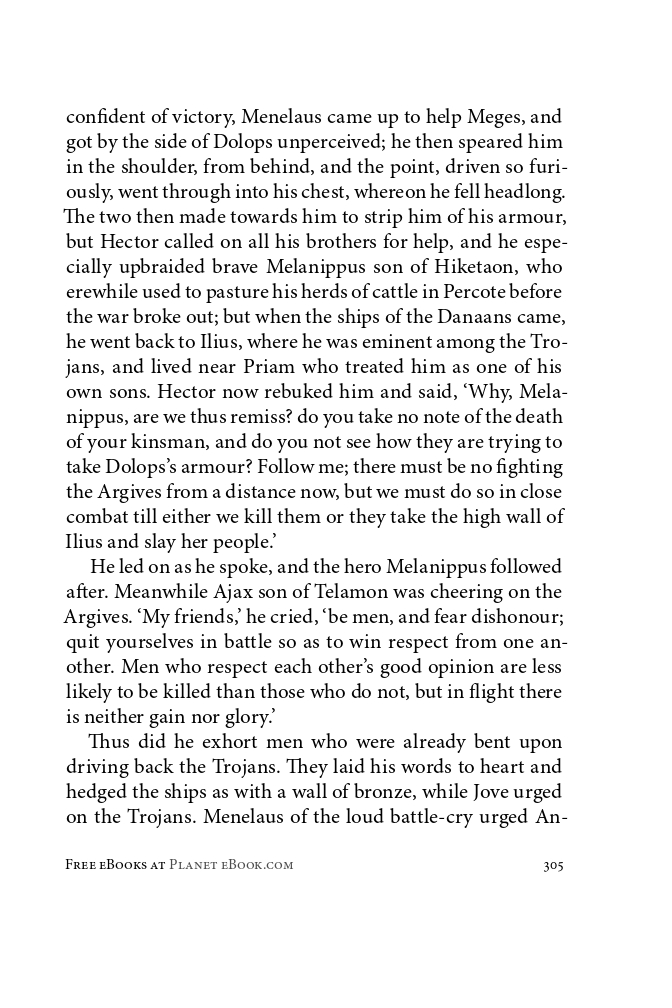 confident of victory, Menelaus came up to help Meges, and
got by the side of Dolops unperceived; he then speared him
in the shoulder, from behind, and the point, driven so furi-
ously, went through into his chest, whereon he fell headlong.
The two then made towards him to strip him of his armour,
but Hector called on all his brothers for help, and he espe-
cially upbraided brave Melanippus son of Hiketaon, who
erewhile used to pasture his herds of cattle in Percote before
the war broke out; but when the ships of the Danaans came,
he went back to Ilius, where he was eminent among the Tro-
jans, and lived near Priam who treated him as one of his
own sons. Hector now rebuked him and said, ‘Why, Mela-
nippus, are we thus remiss? do you take no note of the death
of your kinsman, and do you not see how they are trying to
take Dolops’s armour? Follow me; there must be no fighting
the Argives from a distance now, but we must do so in close
combat till either we kill them or they take the high wall of
Ilius and slay her people.’
He led on as he spoke, and the hero Melanippus followed
after. Meanwhile Ajax son of Telamon was cheering on the
Argives. ‘My friends,’ he cried, ‘be men, and fear dishonour;
quit yourselves in battle so as to win respect from one an-
other. Men who respect each other’s good opinion are less
likely to be killed than those who do not, but in flight there
is neither gain nor glory.’
Thus did he exhort men who were already bent upon
driving back the Trojans. They laid his words to heart and
hedged the ships as with a wall of bronze, while Jove urged
on the Trojans. Menelaus of the loud battle-cry urged An-
Free eBooks at Planet eBook.com 305